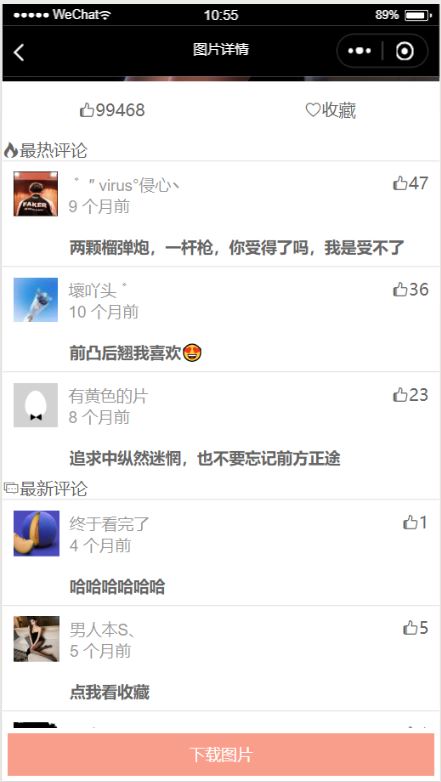 WeChat 10:55 89%
图片详情
99468 收藏
最热评论
゜〃virus°侵心丶 47
9 个月前
两颗榴弹炮，一杆枪，你受得了吗，我是受不了
壞吖头゜ 36
10 个月前
前凸后翘我喜欢🤩
有黄色的片 23
8 个月前
追求中纵然迷惘，也不要忘记前方正途
最新评论
终于看完了 1
4 个月前
哈哈哈哈哈哈
男人本S、 5
5 个月前
点我看收藏
下载图片